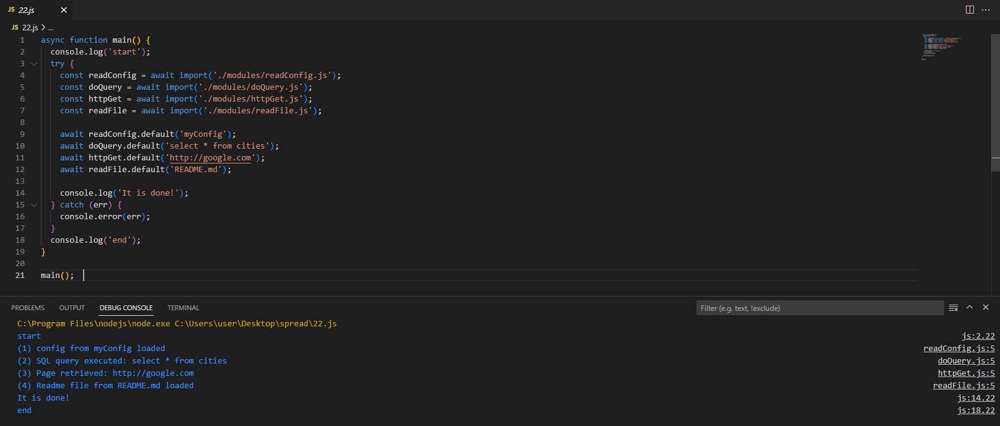 JS 22.js
JS 22.js > ...
1 async function main() {
2 console.log('start');
3 try {
4 const readConfig = await import('./modules/readConfig.js');
5 const doQuery = await import('./modules/doQuery.js');
6 const httpGet = await import('./modules/httpGet.js');
7 const readFile = await import('./modules/readFile.js');
8
9 await readConfig.default('myConfig');
10 await doQuery.default('select * from cities');
11 await httpGet.default('http://google.com');
12 await readFile.default('README.md');
13
14 console.log('It is done!');
15 } catch (err) {
16 console.error(err);
17 }
18 console.log('end');
19 }
20
21 main();
PROBLEMS OUTPUT DEBUG CONSOLE TERMINAL Filter (e.g. text, !exclude)
C:\Program Files\nodejs\node.exe C:\Users\user\Desktop\spread\22.js
start js:2.22
(1) config from myConfig loaded readConfig.js:5
(2) SQL query executed: select * from cities doQuery.js:5
(3) Page retrieved: http://google.com httpGet.js:5
(4) Readme file from README.md loaded readFile.js:5
It is done! js:14.22
end js:18.22